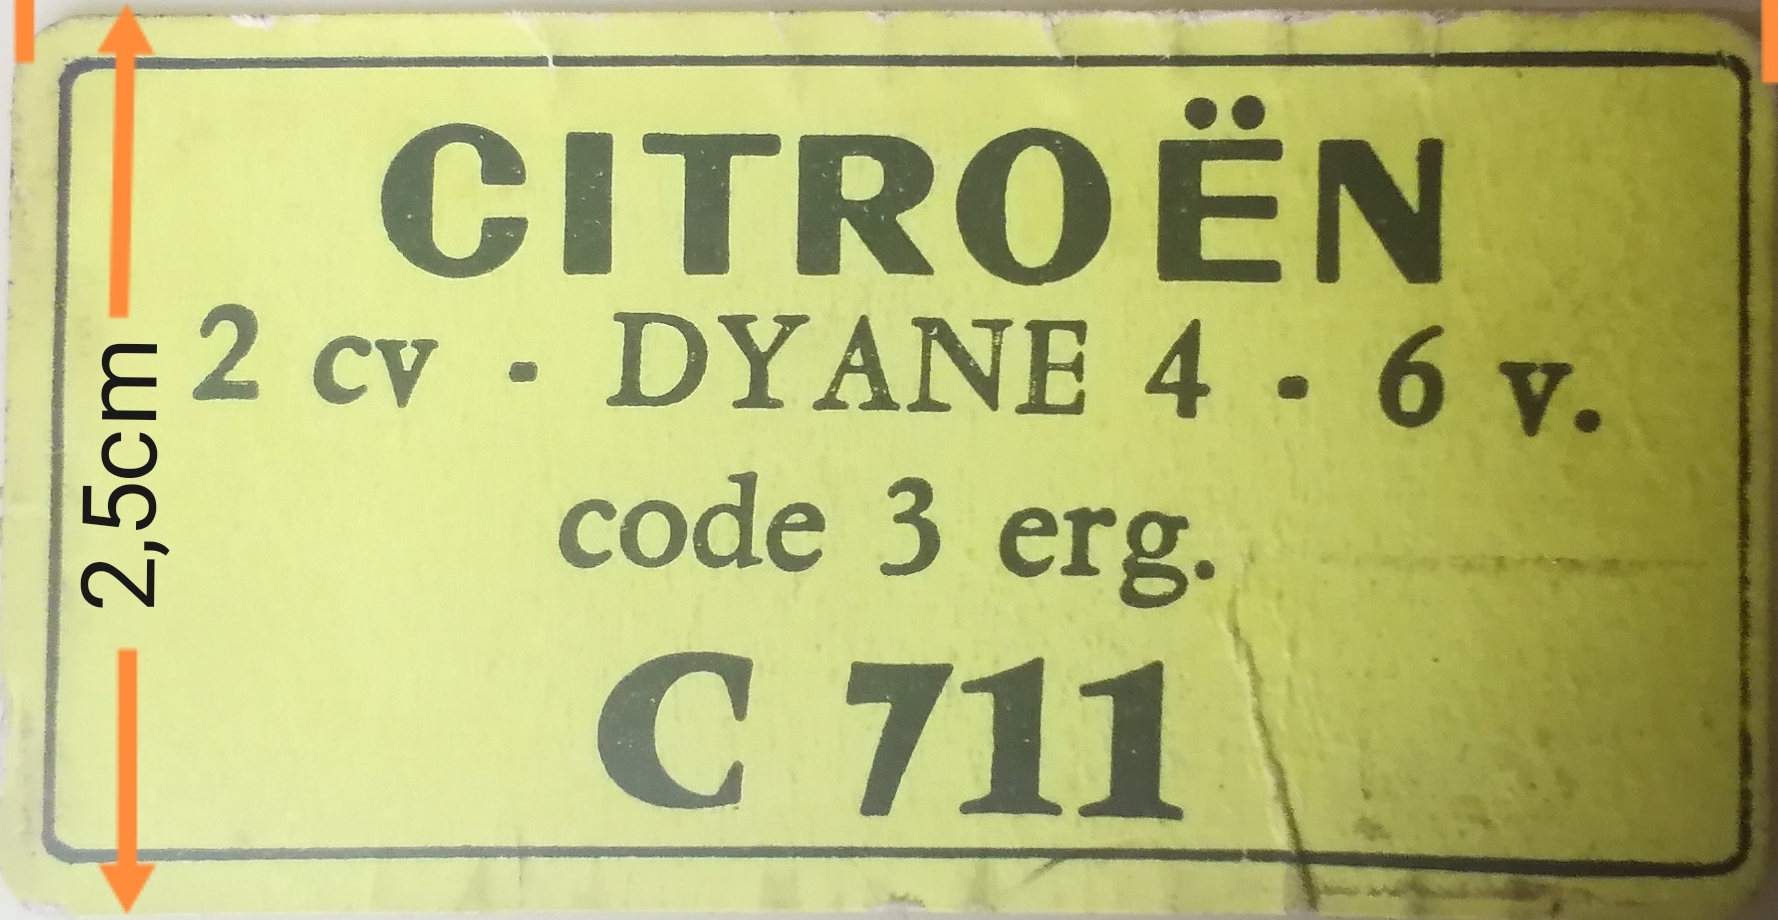 CITROËN
2 cv - DYANE 4 - 6 v.
code 3 erg.
C 711
2,5cm